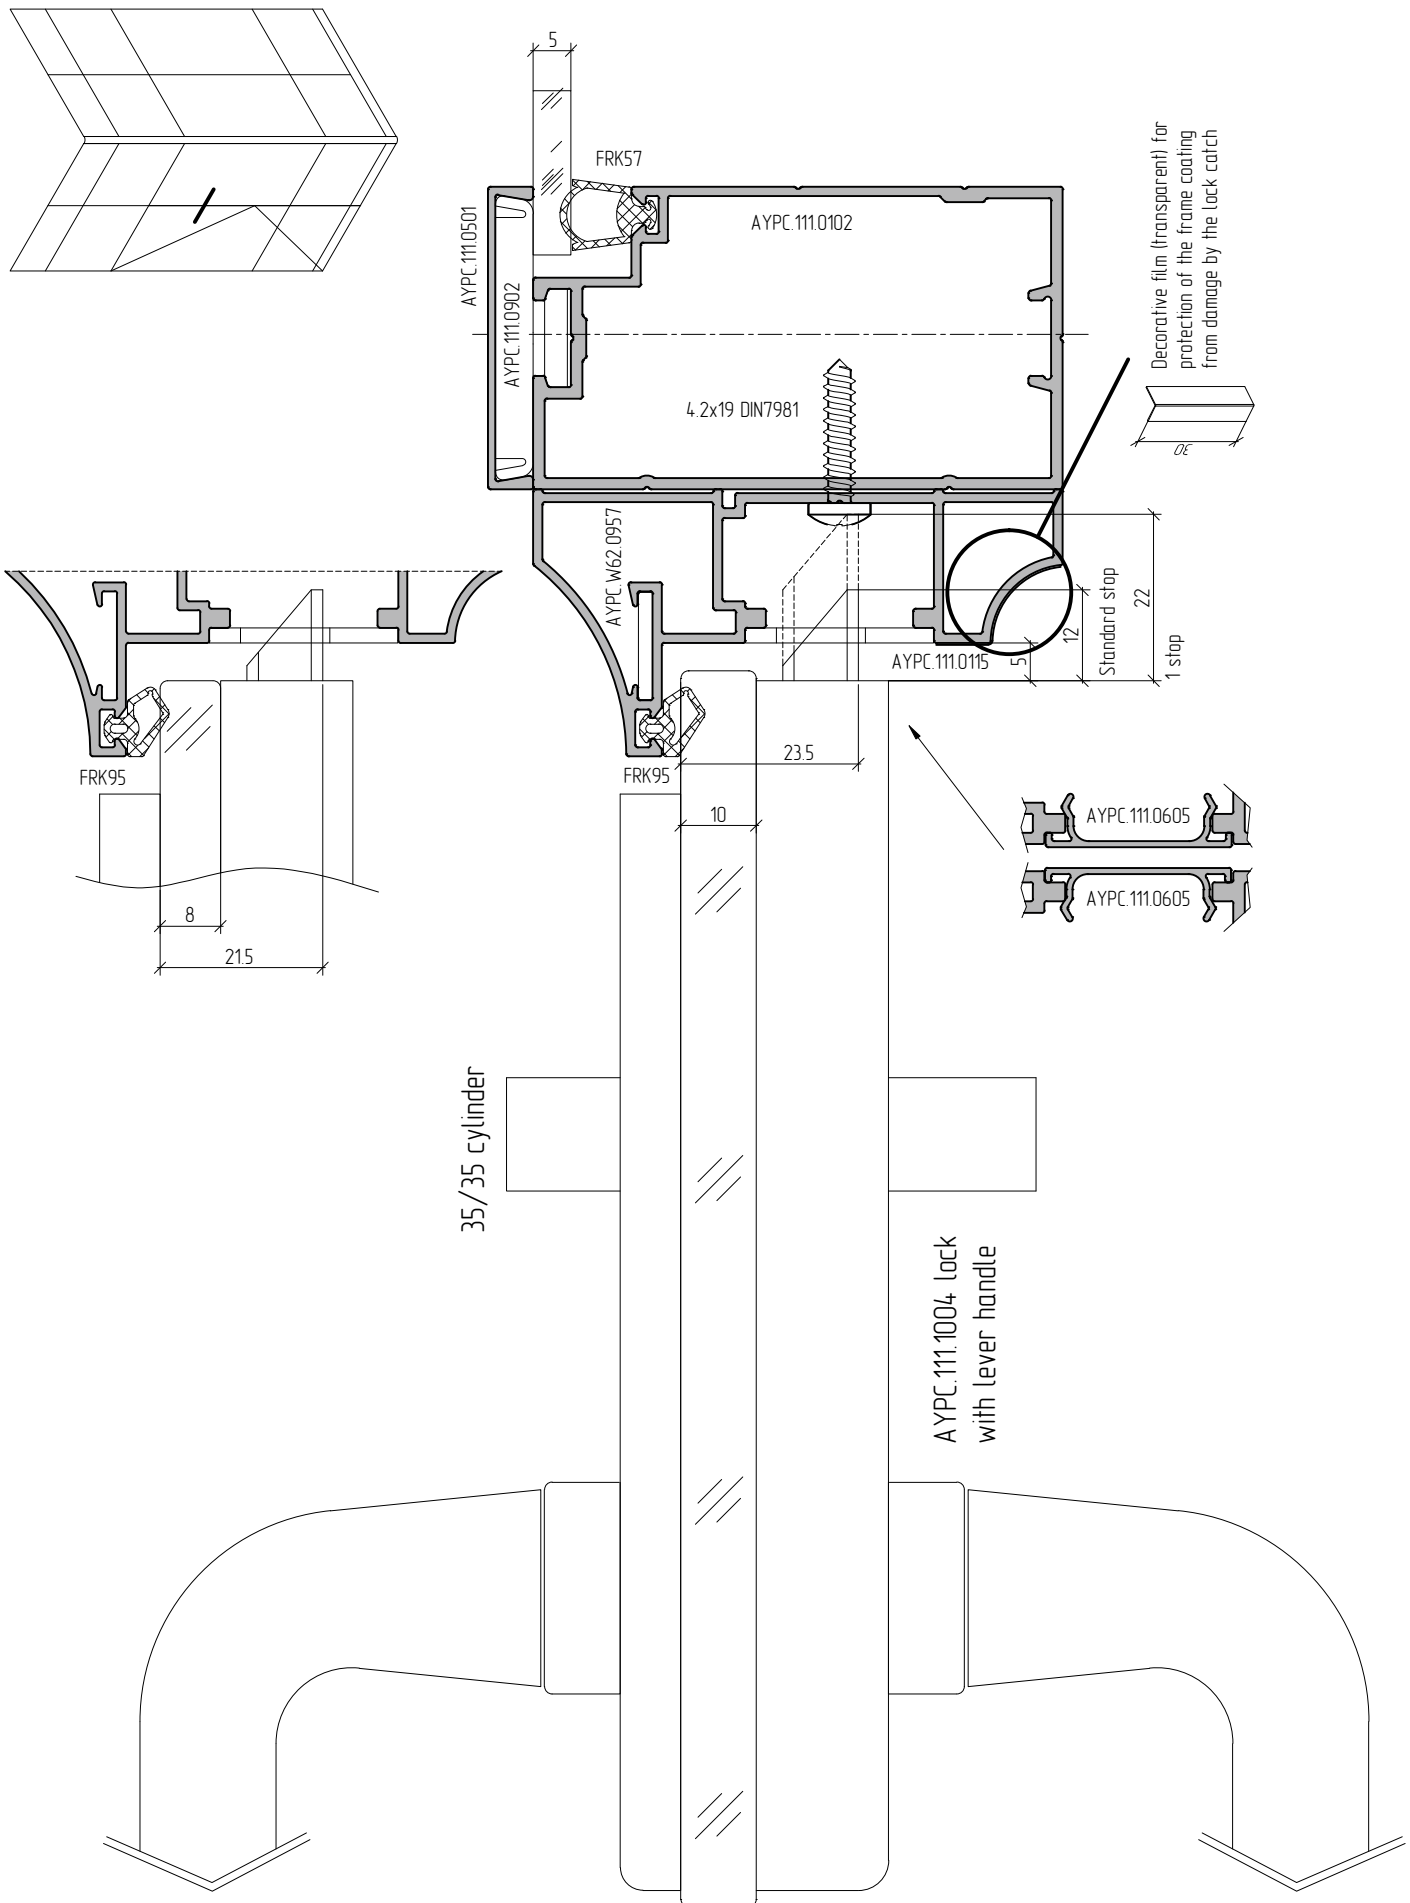 5
FRK57
AYPC.111.0501
AYPC.111.0902
AYPC.111.0102
Decorative film (transparent) for
protection of the frame coating
from damage by the lock catch
30
4.2x19 DIN7981
AYPC.W62.0957
AYPC.111.0115
5
12
Standard stop
22
1 stop
FRK95
FRK95
23.5
10
8
21.5
AYPC.111.0605
AYPC.111.0605
35/35 cylinder
AYPC.111.1004 lock
with lever handle